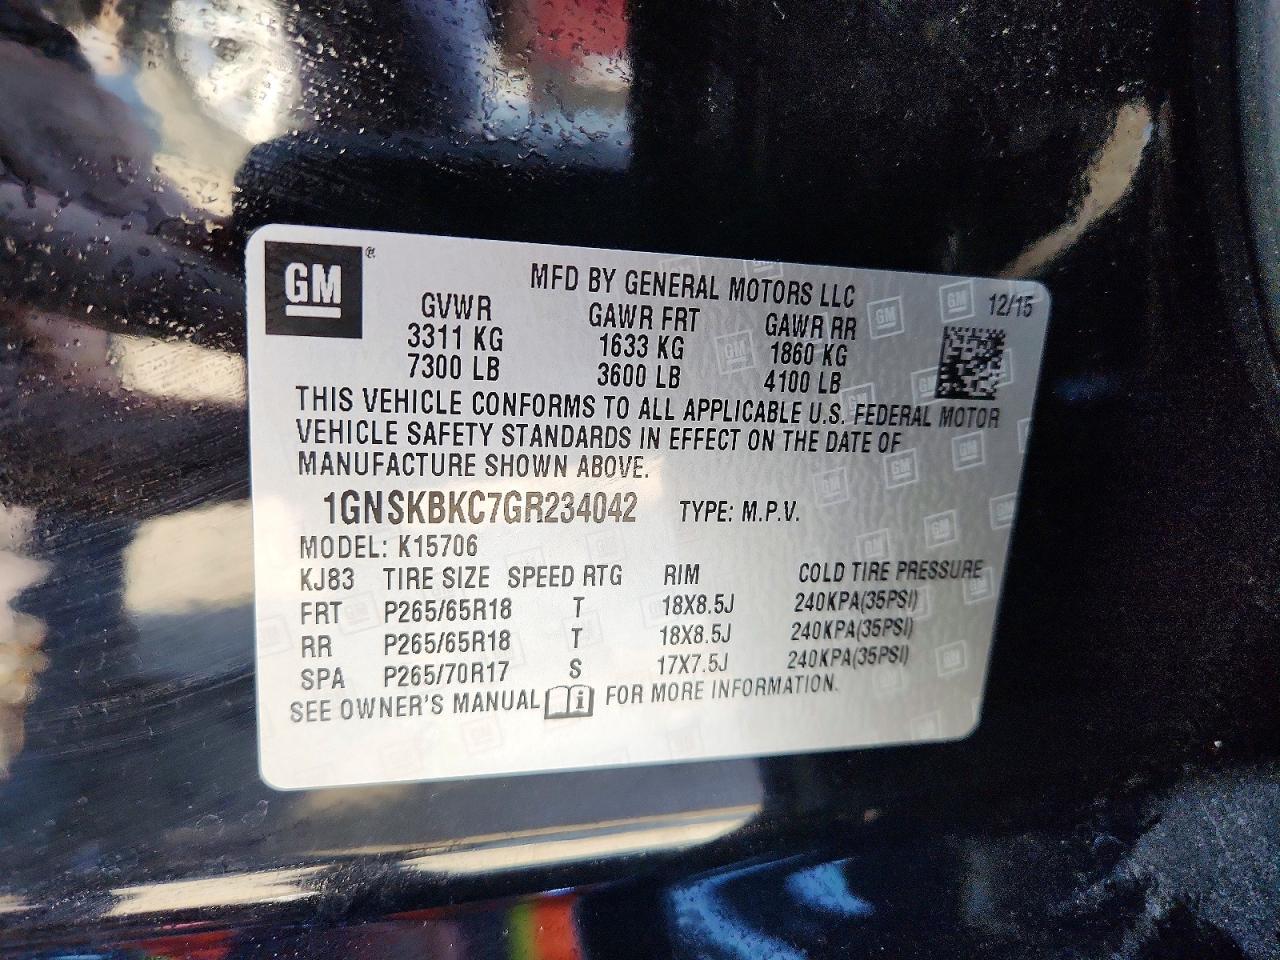 GM ®
MFD BY GENERAL MOTORS LLC
12/15
GVWR GAWR FRT GAWR RR
3311 KG 1633 KG 1860 KG
7300 LB 3600 LB 4100 LB
THIS VEHICLE CONFORMS TO ALL APPLICABLE U.S. FEDERAL MOTOR
VEHICLE SAFETY STANDARDS IN EFFECT ON THE DATE OF
MANUFACTURE SHOWN ABOVE.
1GNSKBKC7GR234042 TYPE: M.P.V.
MODEL: K15706
KJ83 TIRE SIZE SPEED RTG RIM COLD TIRE PRESSURE
FRT P265/65R18 T 18X8.5J 240KPA(35PSI)
RR P265/65R18 T 18X8.5J 240KPA(35PSI)
SPA P265/70R17 S 17X7.5J 240KPA(35PSI)
SEE OWNER'S MANUAL i FOR MORE INFORMATION.